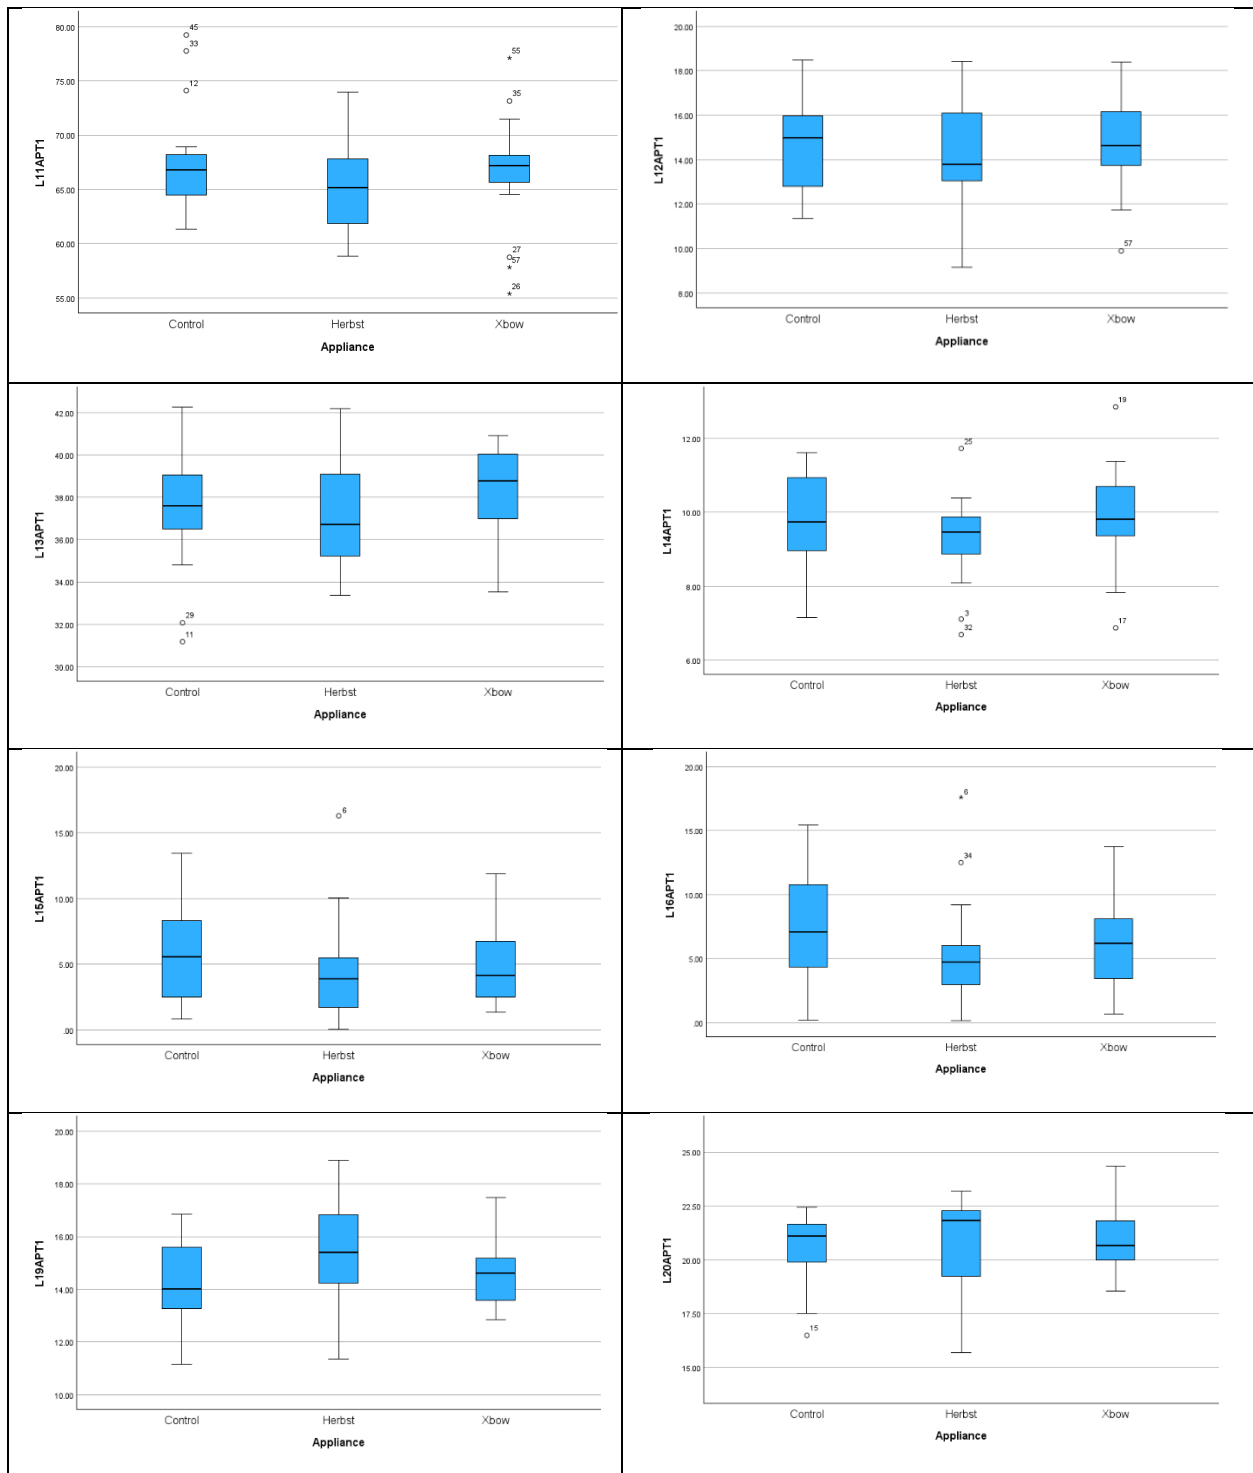 L11APT1
80.00
75.00
70.00
65.00
60.00
55.00
45
33
12
55
35
27
57
26
Control Herbst Xbow
Appliance
L12APT1
20.00
18.00
16.00
14.00
12.00
10.00
8.00
57
Control Herbst Xbow
Appliance
L13APT1
42.00
40.00
38.00
36.00
34.00
32.00
30.00
29
11
Control Herbst Xbow
Appliance
L14APT1
12.00
10.00
8.00
6.00
25
3
32
19
17
Control Herbst Xbow
Appliance
L15APT1
20.00
15.00
10.00
5.00
.00
6
Control Herbst Xbow
Appliance
L16APT1
20.00
15.00
10.00
5.00
.00
6
34
Control Herbst Xbow
Appliance
L19APT1
20.00
18.00
16.00
14.00
12.00
10.00
Control Herbst Xbow
Appliance
L20APT1
25.00
22.50
20.00
17.50
15.00
15
Control Herbst Xbow
Appliance